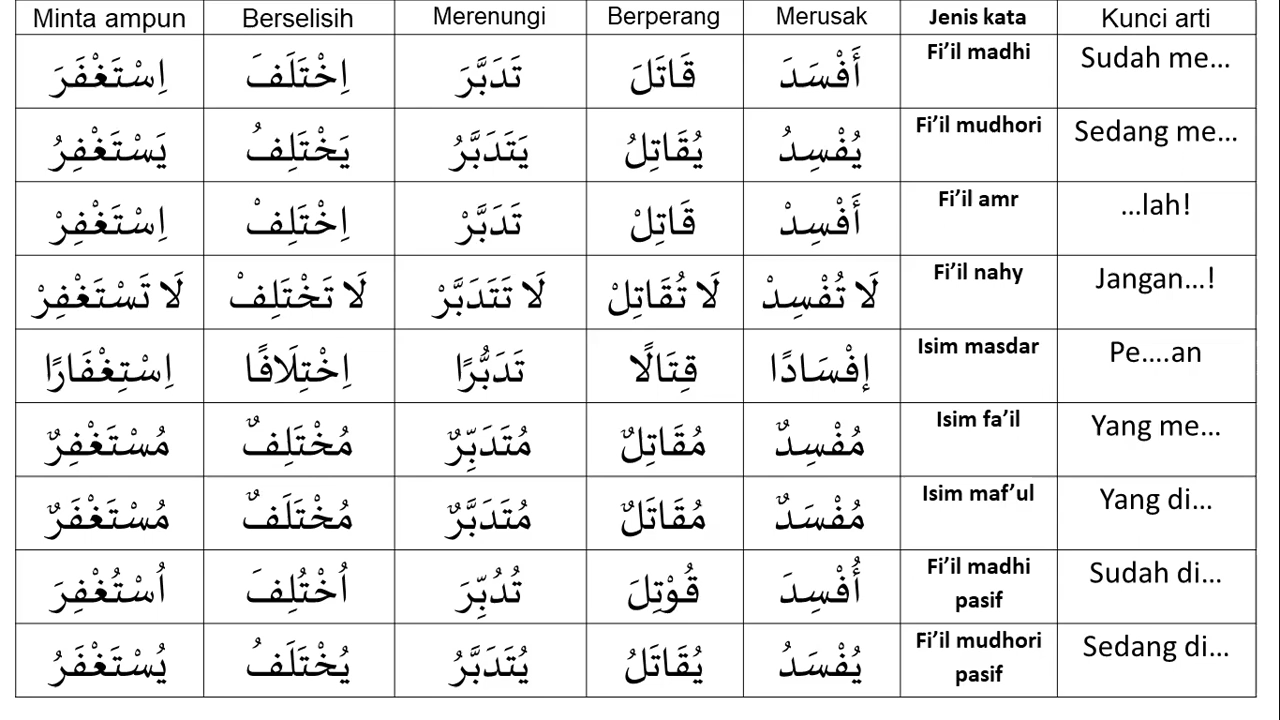 Minta ampun Berselisih Merenungi Berperang Merusak Jenis kata Kunci arti
اِسْتَغْفَرَ اِخْتَلَفَ تَدَبَّرَ قَاتَلَ أَفْسَدَ Fi’il madhi Sudah me...
يَسْتَغْفِرُ يَخْتَلِفُ يَتَدَبَّرُ يُقَاتِلُ يُفْسِدُ Fi’il mudhori Sedang me...
اِسْتَغْفِرْ اِخْتَلِفْ تَدَبَّرْ قَاتِلْ أَفْسِدْ Fi’il amr ...lah!
لَا تَسْتَغْفِرْ لَا تَخْتَلِفْ لَا تَتَدَبَّرْ لَا تُقَاتِلْ لَا تُفْسِدْ Fi’il nahy Jangan...!
اِسْتِغْفَارًا اِخْتِلَافًا تَدَبُّرًا قِتَالًا إفْسَادًا Isim masdar Pe....an
مُسْتَغْفِرٌ مُخْتَلِفٌ مُتَدَبِّرٌ مُقَاتِلٌ مُفْسِدٌ Isim fa’il Yang me...
مُسْتَغْفَرٌ مُخْتَلَفٌ مُتَدَبَّرٌ مُقَاتَلٌ مُفْسَدٌ Isim maf’ul Yang di...
اُسْتُغْفِرَ اُخْتُلِفَ تُدُبِّرَ قُوْتِلَ أُفْسِدَ Fi’il madhi pasif Sudah di...
يُسْتَغْفَرُ يُخْتَلَفُ يُتَدَبَّرُ يُقَاتَلُ يُفْسَدُ Fi’il mudhori pasif Sedang di...